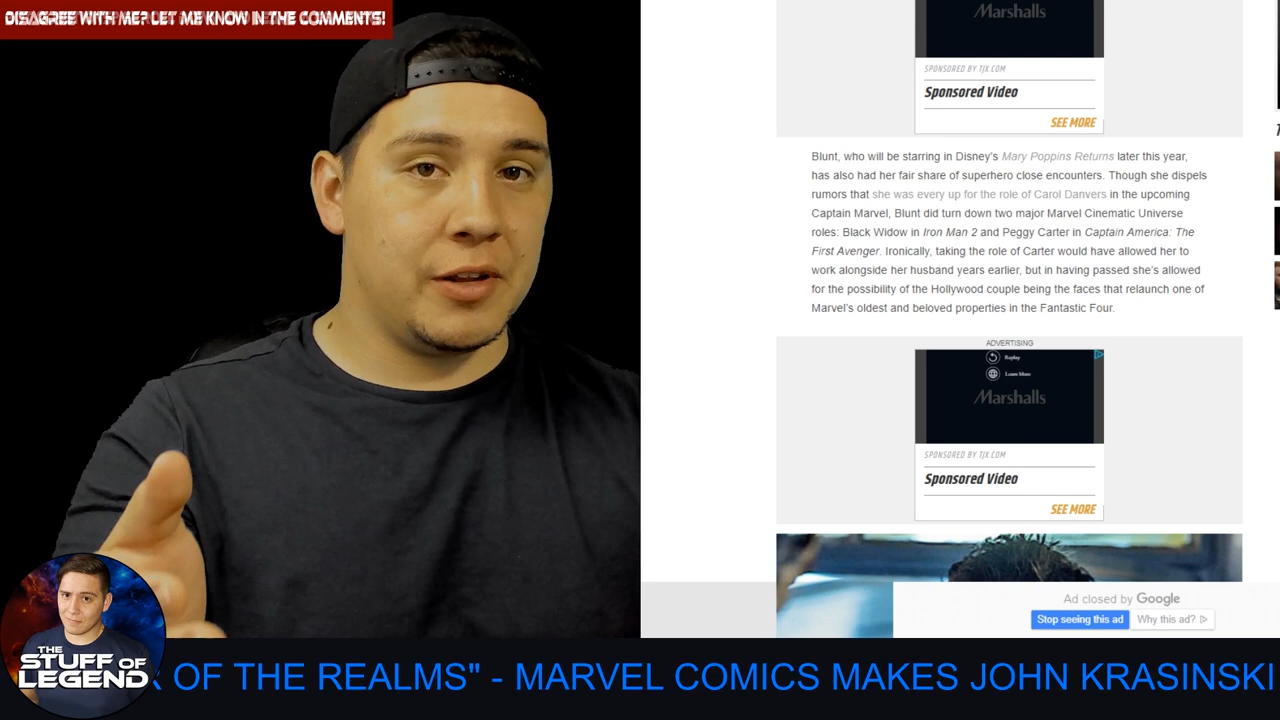 DISAGREE WITH ME? LET ME KNOW IN THE COMMENTS!
Marshalls
SPONSORED BY TJX.COM
Sponsored Video
SEE MORE
Blunt, who will be starring in Disney's Mary Poppins Returns later this year,
has also had her fair share of superhero close encounters. Though she dispels
rumors that she was every up for the role of Carol Danvers in the upcoming
Captain Marvel, Blunt did turn down two major Marvel Cinematic Universe
roles: Black Widow in Iron Man 2 and Peggy Carter in Captain America: The
First Avenger. Ironically, taking the role of Carter would have allowed her to
work alongside her husband years earlier, but in having passed she's allowed
for the possibility of the Hollywood couple being the faces that relaunch one of
Marvel's oldest and beloved properties in the Fantastic Four.
ADVERTISING
Replay
Learn More
Marshalls
SPONSORED BY TJX.COM
Sponsored Video
SEE MORE
Ad closed by Google
Stop seeing this ad Why this ad?
THE
STUFF OF
LEGEND
OF THE REALMS" - MARVEL COMICS MAKES JOHN KRASINSKI